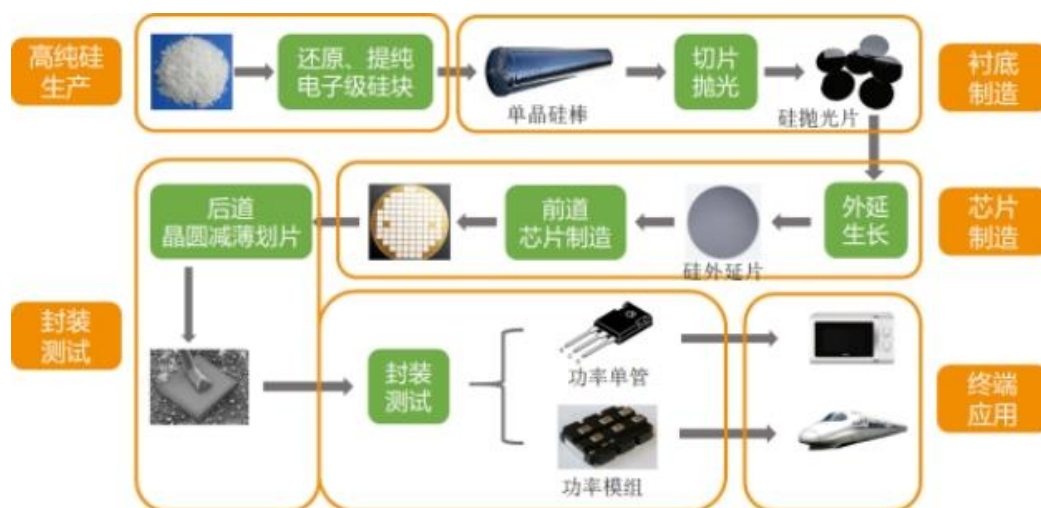 高纯硅
生产
还原、提纯
电子级硅块
单晶硅棒
切片
抛光
硅抛光片
衬底
制造
后道
晶圆减薄划片
前道
芯片制造
硅外延片
外延
生长
芯片
制造
封装
测试
封装
测试
功率单管
功率模组
终端
应用